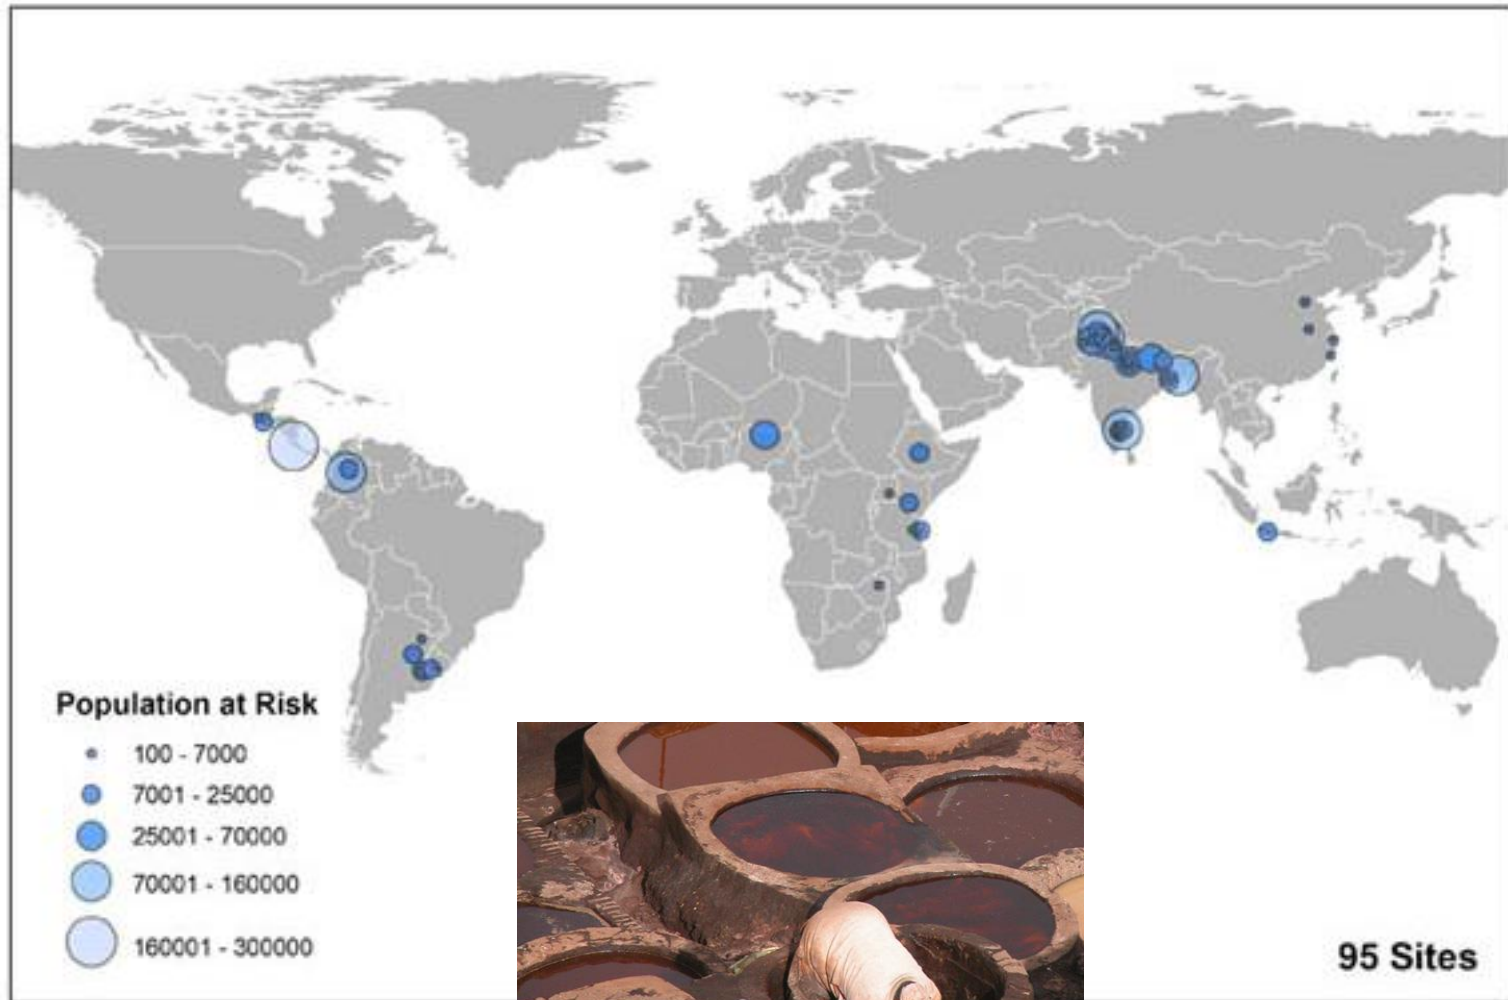 Population at Risk
100 - 7000
7001 - 25000
25001 - 70000
70001 - 160000
160001 - 300000
95 Sites